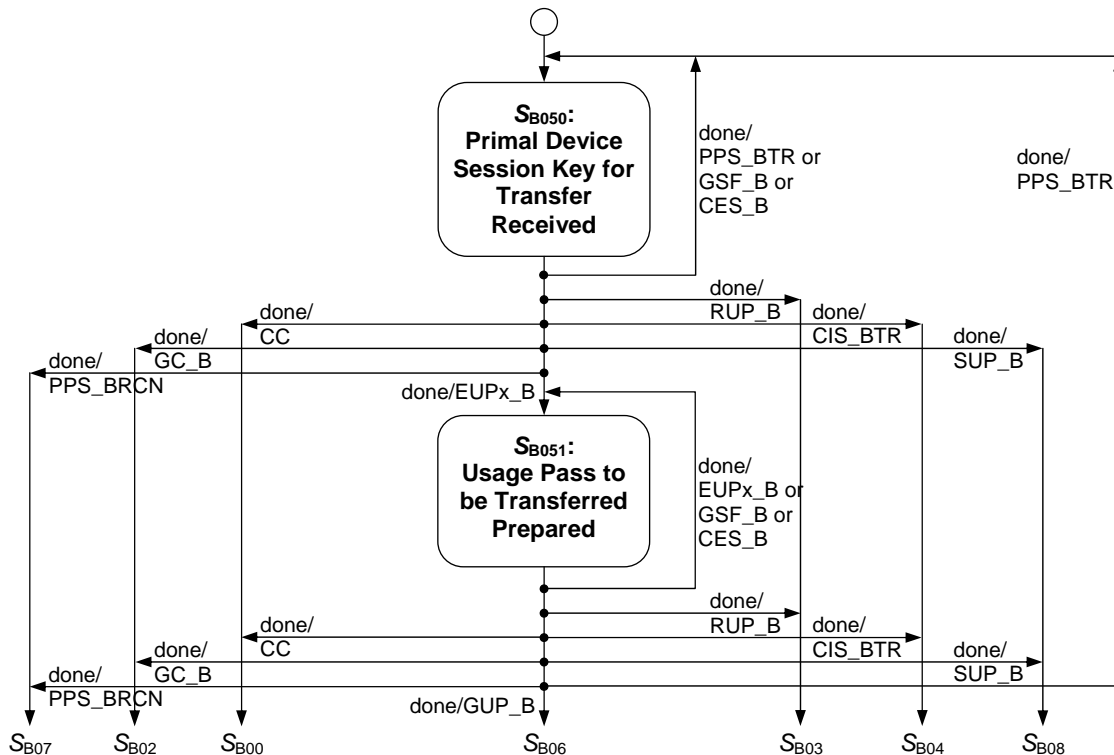 SB050:
Primal Device
Session Key for
Transfer
Received
done/
PPS_BTR or
GSF_B or
CES_B
done/
PPS_BTR
done/
RUP_B
done/
CC
done/
CIS_BTR
done/
GC_B
done/
SUP_B
done/
PPS_BRCN
done/EUPx_B
SB051:
Usage Pass to
be Transferred
Prepared
done/
EUPx_B or
GSF_B or
CES_B
done/
RUP_B
done/
CC
done/
CIS_BTR
done/
GC_B
done/
SUP_B
done/
PPS_BRCN
done/GUP_B
SB07 SB02 SB00 SB06 SB03 SB04 SB08